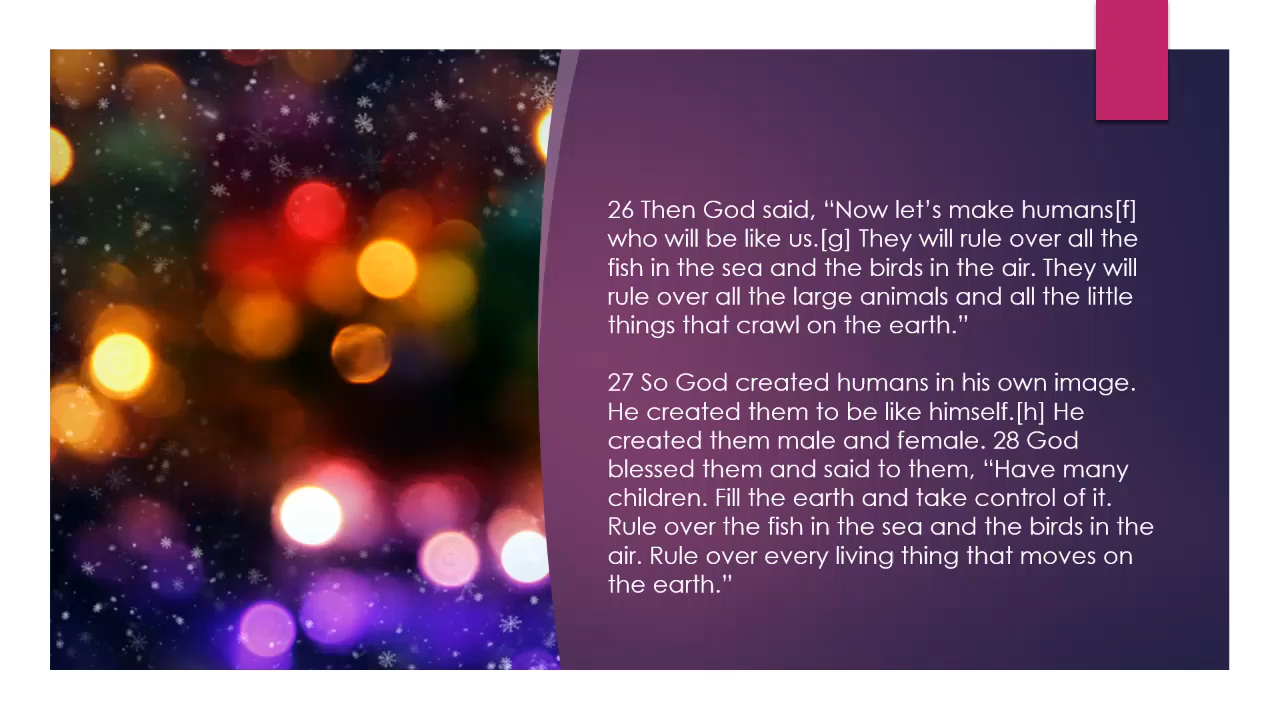 26 Then God said, “Now let’s make humans[f]
who will be like us.[g] They will rule over all the
fish in the sea and the birds in the air. They will
rule over all the large animals and all the little
things that crawl on the earth.”
27 So God created humans in his own image.
He created them to be like himself.[h] He
created them male and female. 28 God
blessed them and said to them, “Have many
children. Fill the earth and take control of it.
Rule over the fish in the sea and the birds in the
air. Rule over every living thing that moves on
the earth.”